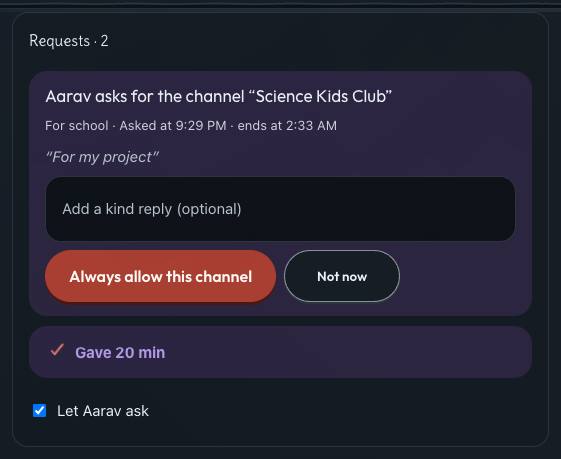 Requests · 2
Aarav asks for the channel “Science Kids Club”
For school · Asked at 9:29 PM · ends at 2:33 AM
“For my project”
Add a kind reply (optional)
Always allow this channel
Not now
Gave 20 min
Let Aarav ask